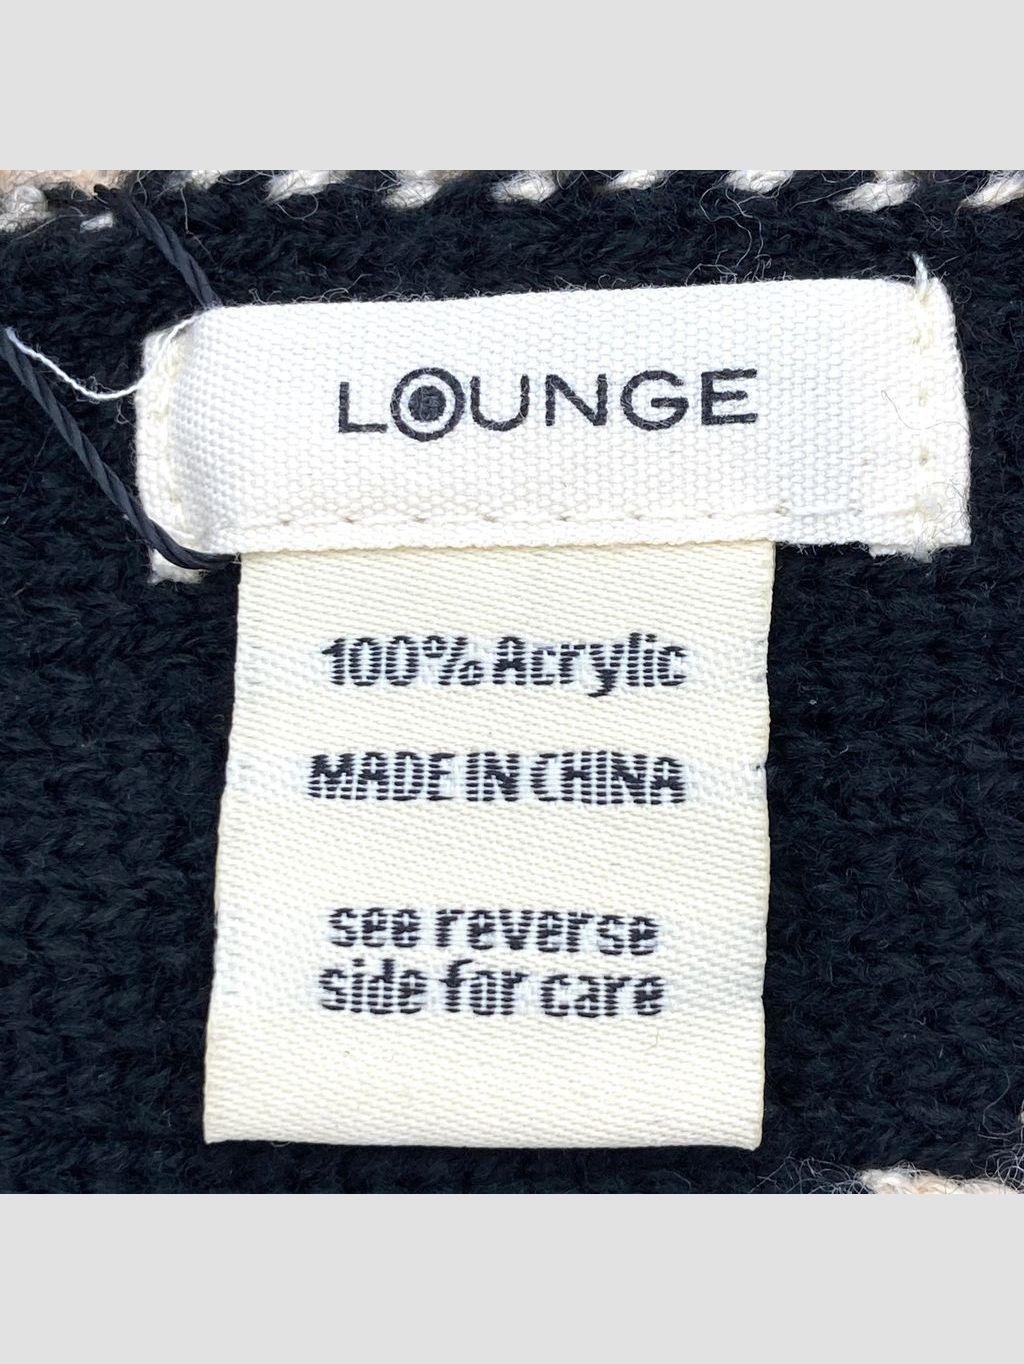 LOUNGE
100% Acrylic
MADE IN CHINA
see reverse
side for care